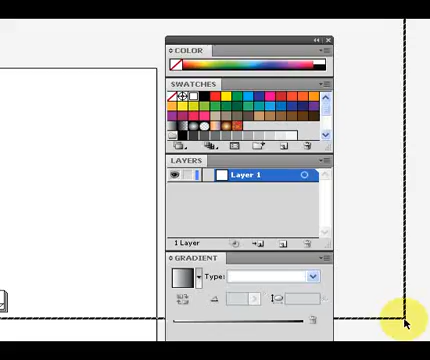 COLOR
SWATCHES
LAYERS
Layer 1
1 Layer
GRADIENT
Type: